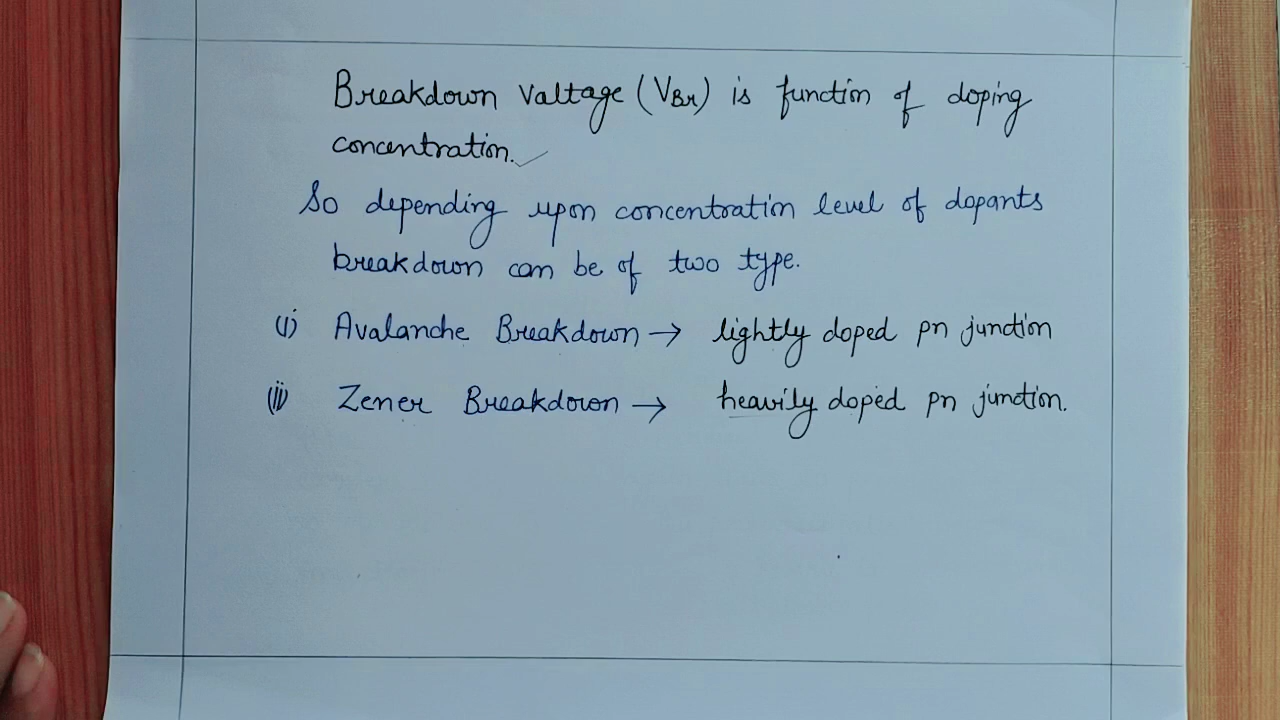 Breakdown Valtage (VBr) is function of doping
concentration.
So depending upon concentration level of dopants
breakdown can be of two type.
(i) Avalanche Breakdown → lightly doped pn junction
(ii) Zener Breakdown → heavily doped pn junction.